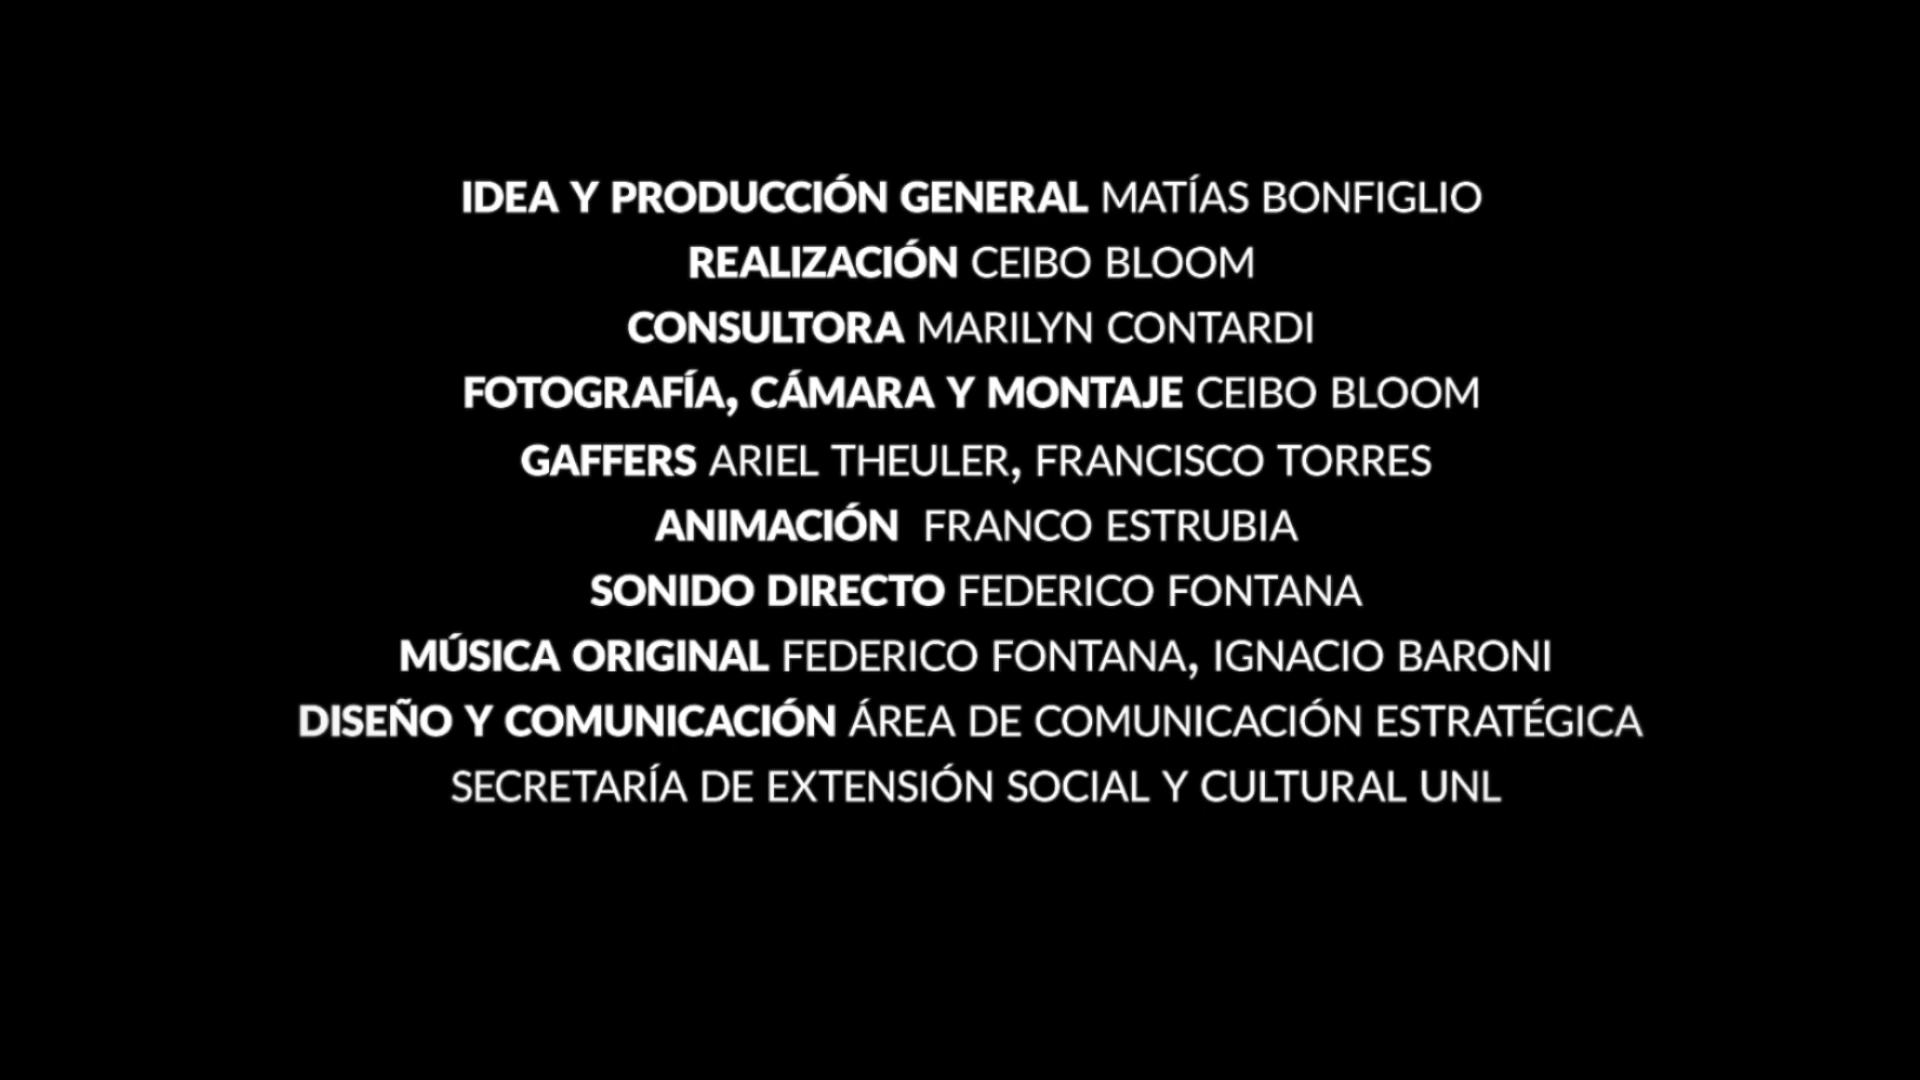 IDEA Y PRODUCCIÓN GENERAL MATÍAS BONFIGLIO
REALIZACIÓN CEIBO BLOOM
CONSULTORA MARILYN CONTARDI
FOTOGRAFÍA, CÁMARA Y MONTAJE CEIBO BLOOM
GAFFERS ARIEL THEULER, FRANCISCO TORRES
ANIMACIÓN FRANCO ESTRUBIA
SONIDO DIRECTO FEDERICO FONTANA
MÚSICA ORIGINAL FEDERICO FONTANA, IGNACIO BARONI
DISEÑO Y COMUNICACIÓN ÁREA DE COMUNICACIÓN ESTRATÉGICA
SECRETARÍA DE EXTENSIÓN SOCIAL Y CULTURAL UNL